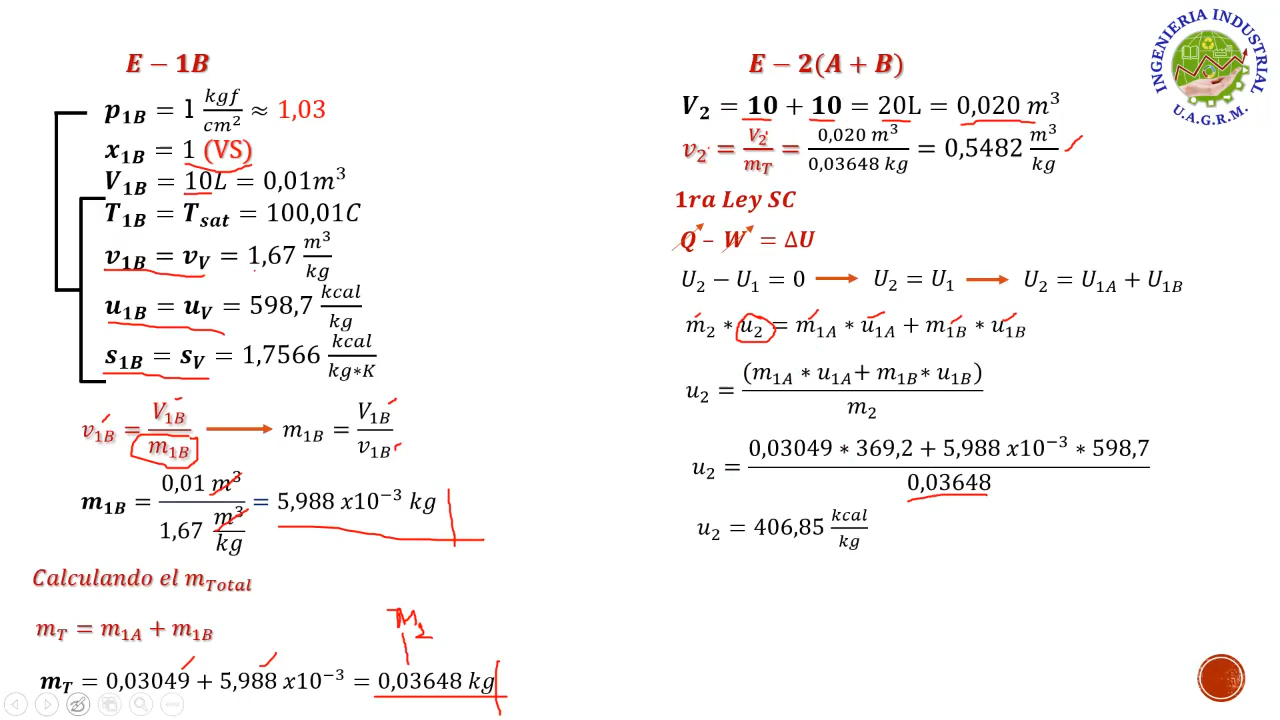 E − 1B
p₁B = 1 kgf/cm² ≈ 1,03
x₁B = 1 (VS)
V₁B = 10L = 0,01m³
T₁B = Tsat = 100,01C
v₁B = vV = 1,67 m³/kg
u₁B = uV = 598,7 kcal/kg
s₁B = sV = 1,7566 kcal/kg∗K
v₁B = V₁B/m₁B → m₁B = V₁B/v₁B
m₁B = 0,01 m³ / 1,67 m³/kg = 5,988 x10⁻³ kg
Calculando el mTotal
mT = m₁A + m₁B
M₂
mT = 0,03049 + 5,988 x10⁻³ = 0,03648 kg
E − 2(A + B)
V₂ = 10 + 10 = 20L = 0,020 m³
v₂ = V₂/mT = 0,020 m³ / 0,03648 kg = 0,5482 m³/kg
1ra Ley SC
Q − W = ΔU
U₂ − U₁ = 0 → U₂ = U₁ → U₂ = U₁A + U₁B
m₂ ∗ u₂ = m₁A ∗ u₁A + m₁B ∗ u₁B
u₂ = (m₁A ∗ u₁A + m₁B ∗ u₁B) / m₂
u₂ = 0,03049 ∗ 369,2 + 5,988 x10⁻³ ∗ 598,7 / 0,03648
u₂ = 406,85 kcal/kg
INGENIERIA INDUSTRIAL
U.A.G.R.M.